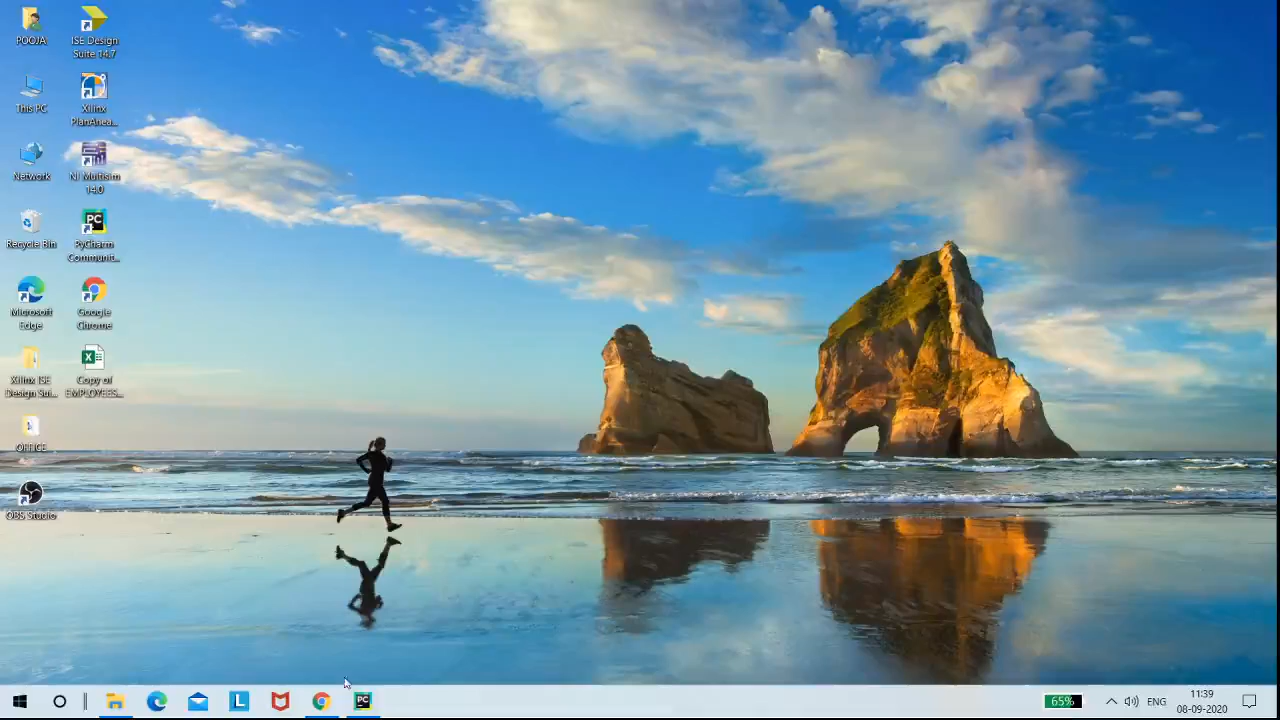 POOJA
ISE Design
Suite 14.7
This PC
Xilinx
PlanAhea...
Network
NI Multisim
14.0
Recycle Bin
PC
PyCharm
Communit...
Microsoft
Edge
Google
Chrome
Xilinx ISE
Design Sui...
Copy of
EMPLOYEES...
OFFICE
OBS Studio
L
PC
65%
ENG
11:39
08-09-2020